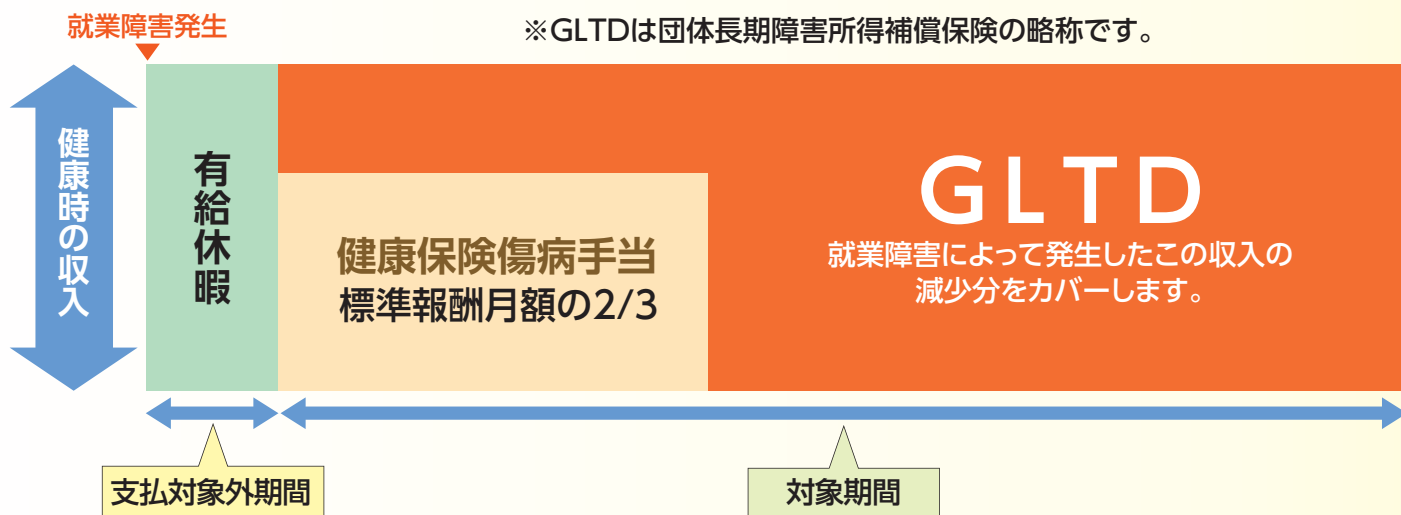 就業障害発生
※GLTDは団体長期障害所得補償保険の略称です。
健康時の収入
有給休暇
健康保険傷病手当
標準報酬月額の2/3
GLTD
就業障害によって発生したこの収入の
減少分をカバーします。
支払対象外期間
対象期間